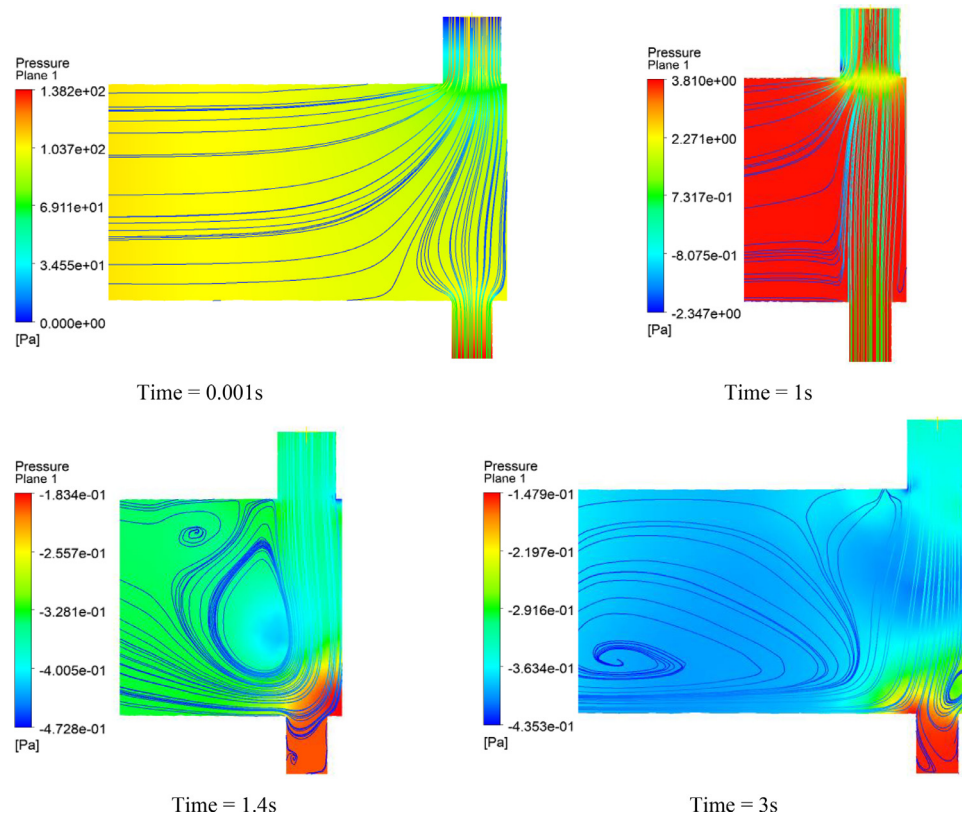 Pressure
Plane 1
1.382e+02
1.037e+02
6.911e+01
3.455e+01
0.000e+00
[Pa]
Time = 0.001s
Pressure
Plane 1
3.810e+00
2.271e+00
7.317e-01
-8.075e-01
-2.347e+00
[Pa]
Time = 1s
Pressure
Plane 1
-1.834e-01
-2.557e-01
-3.281e-01
-4.005e-01
-4.728e-01
[Pa]
Time = 1.4s
Pressure
Plane 1
-1.479e-01
-2.197e-01
-2.916e-01
-3.634e-01
-4.353e-01
[Pa]
Time = 3s